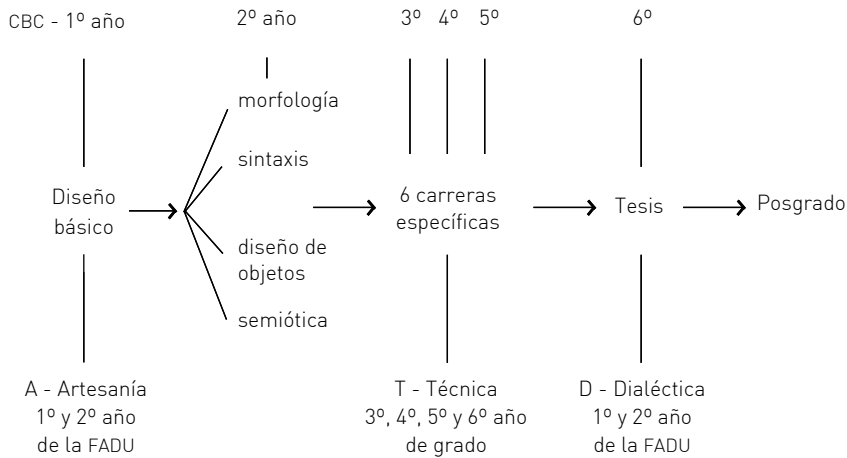 CBC - 1º año
2º año
3º 4º 5º
6º
morfología
sintaxis
diseño de
objetos
semiótica
Diseño
básico
6 carreras
específicas
Tesis
Posgrado
A - Artesanía
1º y 2º año
de la FADU
T - Técnica
3º, 4º, 5º y 6º año
de grado
D - Dialéctica
1º y 2º año
de la FADU